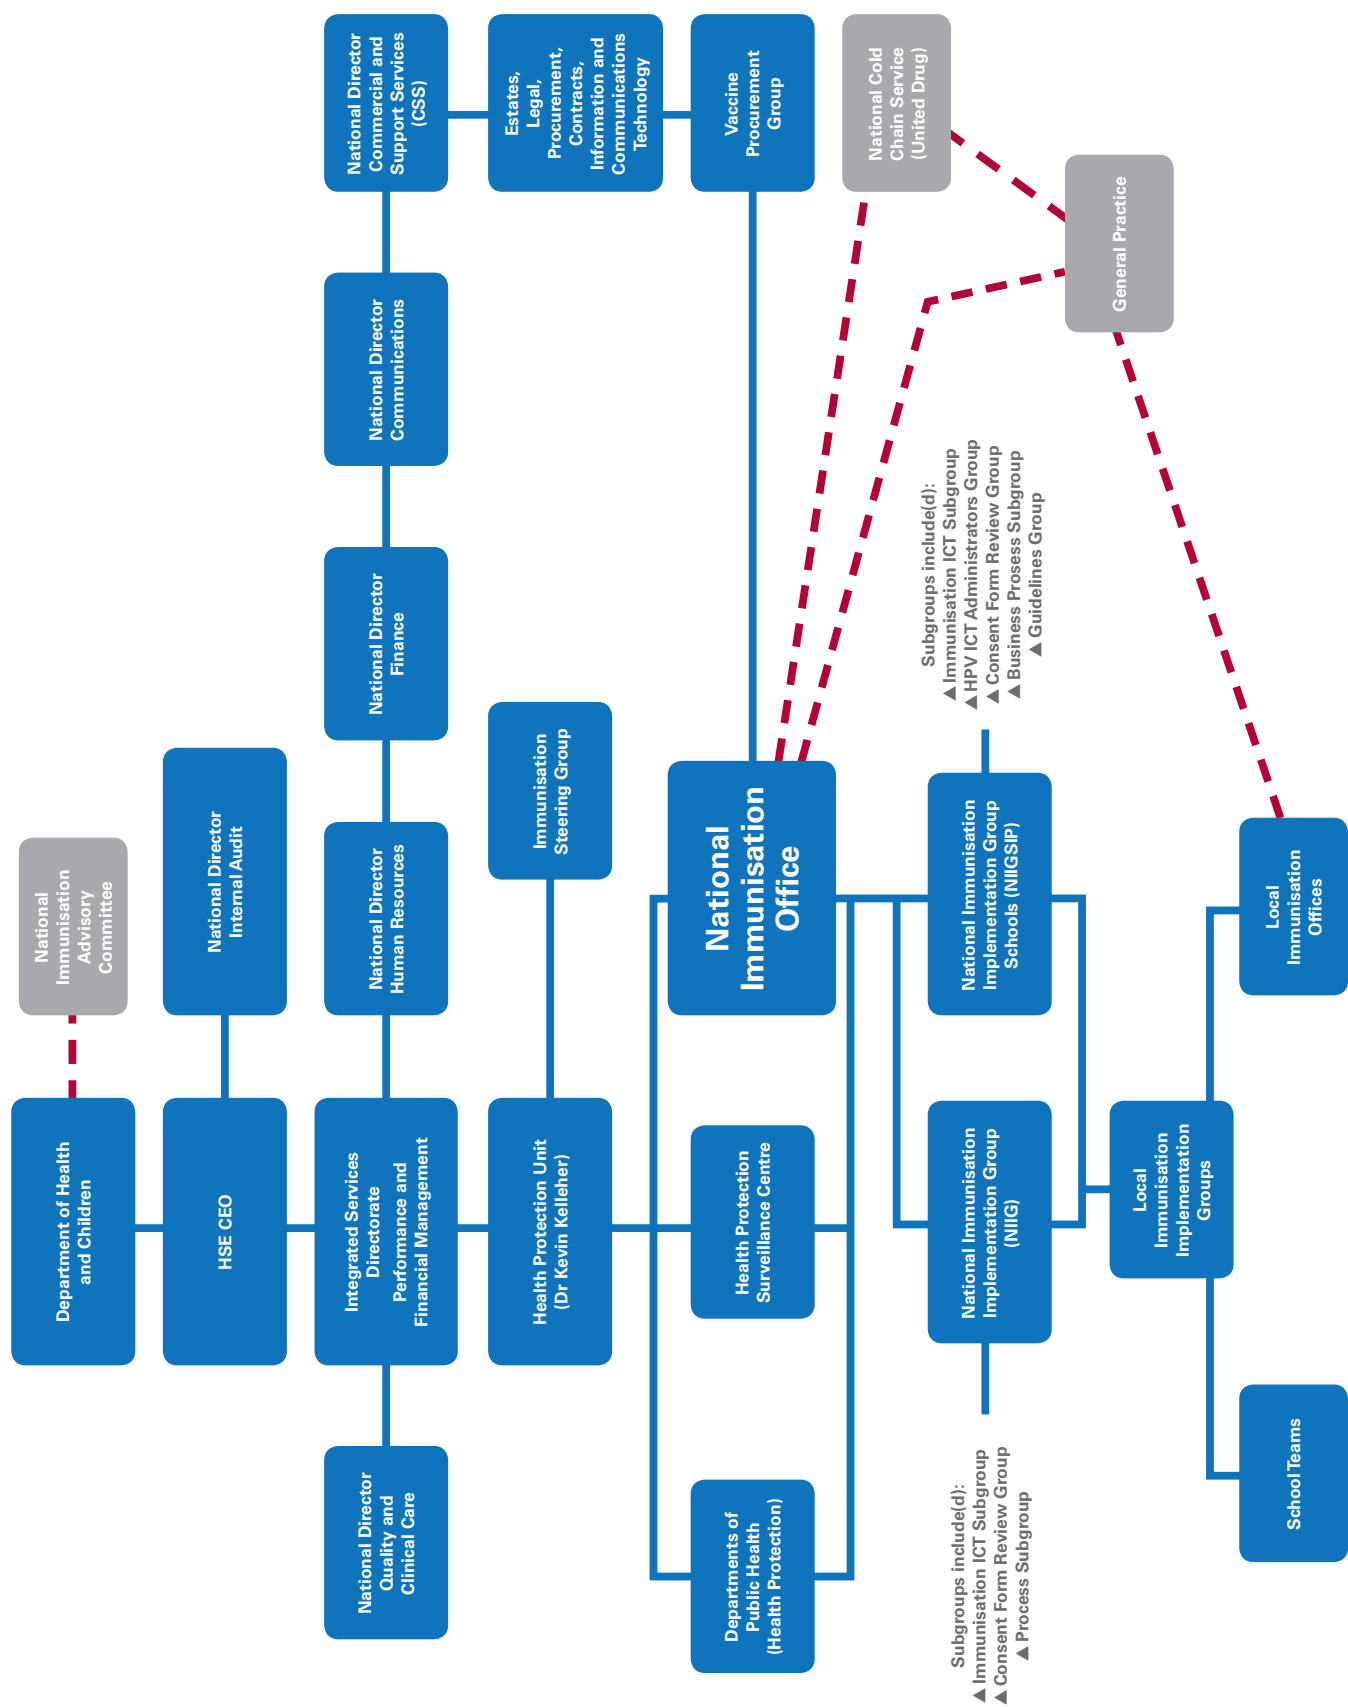 Department of Health
and Children
National
Immunisation
Advisory
Committee
HSE CEO
National Director
Internal Audit
National Director
Quality and
Clinical Care
Integrated Services
Directorate
Performance and
Financial Management
National Director
Human Resources
National Director
Finance
National Director
Communications
National Director
Commercial and
Support Services
(CSS)
Health Protection Unit
(Dr Kevin Kelleher)
Immunisation
Steering Group
Estates,
Legal,
Procurement,
Contracts,
Information and
Communications
Technology
Departments of
Public Health
(Health Protection)
Health Protection
Surveillance Centre
National
Immunisation
Office
Vaccine
Procurement
Group
National Cold
Chain Service
(United Drug)
Subgroups include(d):
▲ Immunisation ICT Subgroup
▲ Consent Form Review Group
▲ Process Subgroup
National Immunisation
Implementation Group
(NIIG)
National Immunisation
Implementation Group
Schools (NIIGSIP)
Subgroups include(d):
▲ Immunisation ICT Subgroup
▲ HPV ICT Administrators Group
▲ Consent Form Review Group
▲ Business Prosess Subgroup
▲ Guidelines Group
General Practice
Local
Immunisation
Implementation
Groups
School Teams
Local
Immunisation
Offices